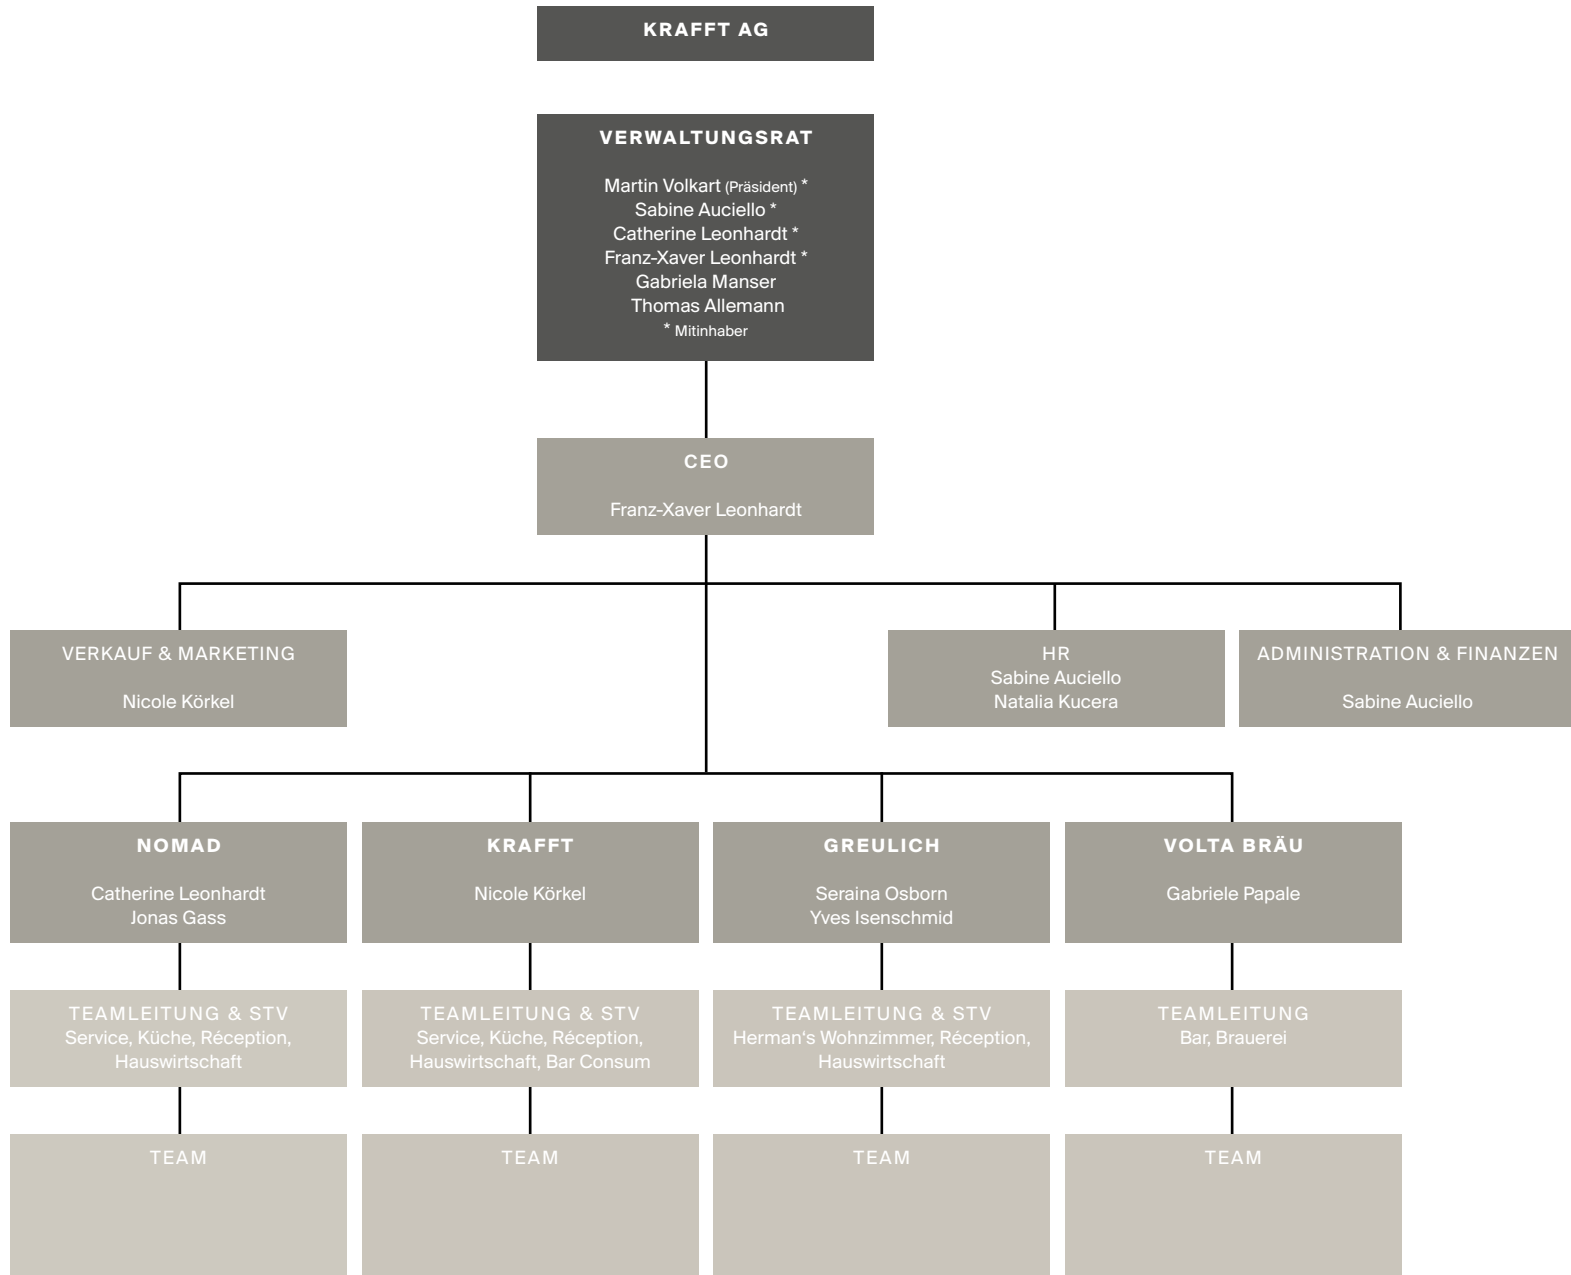 KRAFFT AG
VERWALTUNGSRAT
Martin Volkart (Präsident) *
Sabine Auciello *
Catherine Leonhardt *
Franz-Xaver Leonhardt *
Gabriela Manser
Thomas Allemann
* Mitinhaber
CEO
Franz-Xaver Leonhardt
VERKAUF & MARKETING
Nicole Körkel
HR
Sabine Auciello
Natalia Kucera
ADMINISTRATION & FINANZEN
Sabine Auciello
NOMAD
Catherine Leonhardt
Jonas Gass
KRAFFT
Nicole Körkel
GREULICH
Seraina Osborn
Yves Isenschmid
VOLTA BRÄU
Gabriele Papale
TEAMLEITUNG & STV
Service, Küche, Réception,
Hauswirtschaft
TEAMLEITUNG & STV
Service, Küche, Réception,
Hauswirtschaft, Bar Consum
TEAMLEITUNG & STV
Herman‘s Wohnzimmer, Réception,
Hauswirtschaft
TEAMLEITUNG
Bar, Brauerei
TEAM
TEAM
TEAM
TEAM